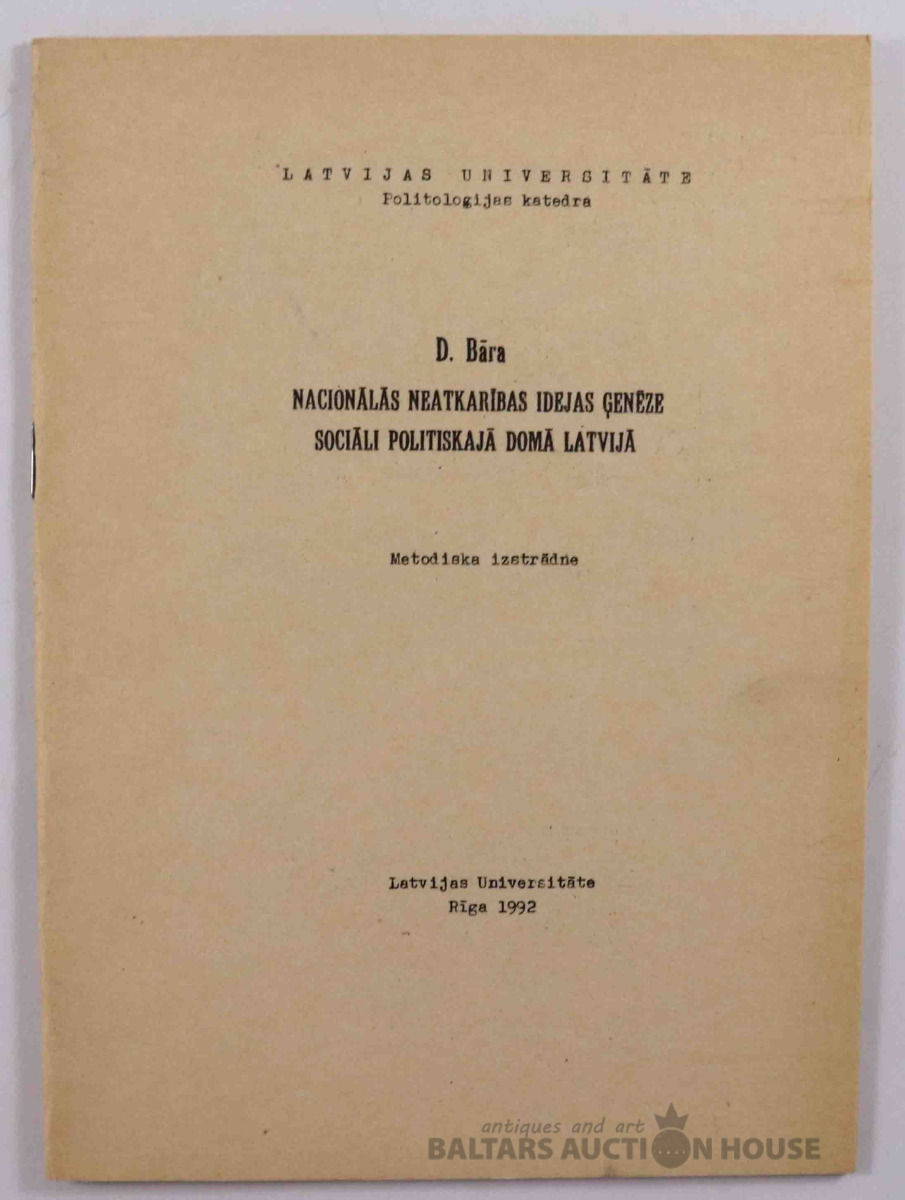 LATVIJAS UNIVERSITĀTE
Politoloģijas katedra
D. Bāra
NACIONĀLĀS NEATKARĪBAS IDEJAS ĢENĒZE
SOCIĀLI POLITISKAJĀ DOMĀ LATVIJĀ
Metodiska izstrādne
Latvijas Universitāte
Rīga 1992
antiques and art
BALTARS AUCTION HOUSE